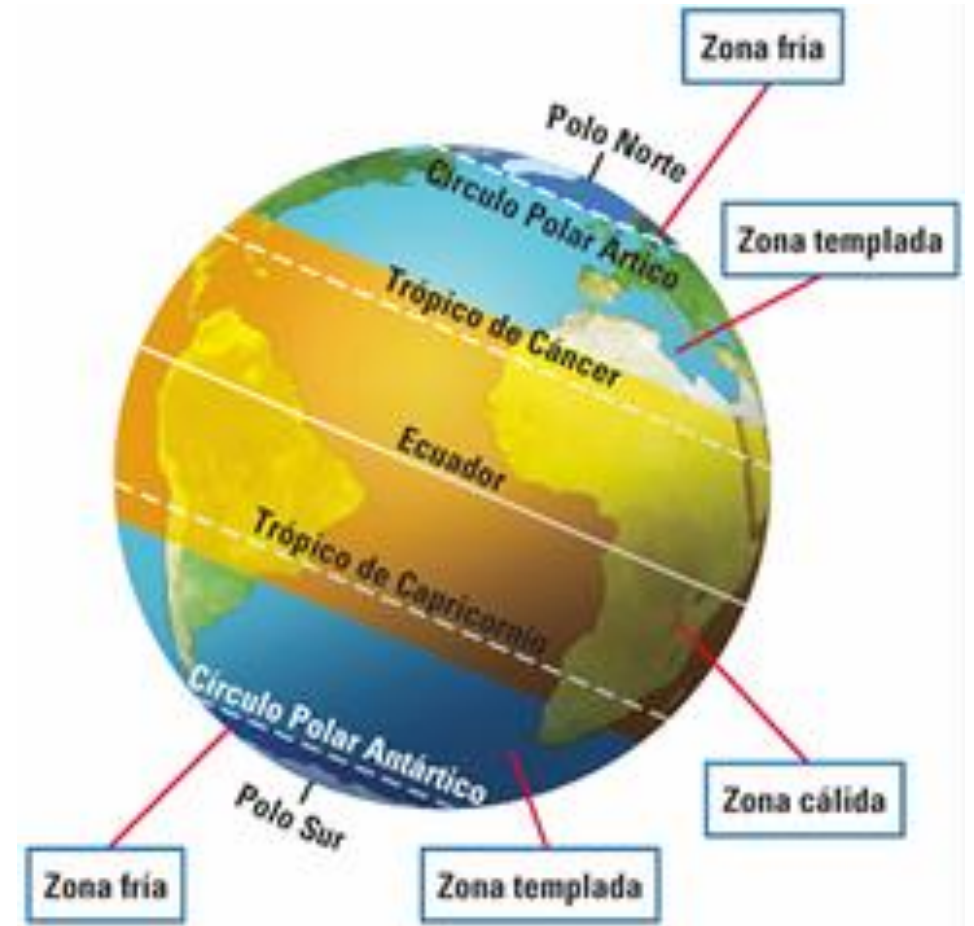 Zona fría
Polo Norte
Círculo Polar Ártico
Zona templada
Trópico de Cáncer
Ecuador
Trópico de Capricornio
Círculo Polar Antártico
Zona cálida
Polo Sur
Zona fría
Zona templada